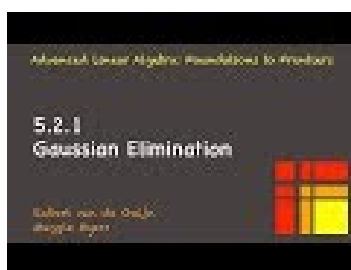 Advanced Linear Algebra: Foundations to Frontiers
5.2.1
Gaussian Elimination
Robert van de Geijn
Maggie Myers